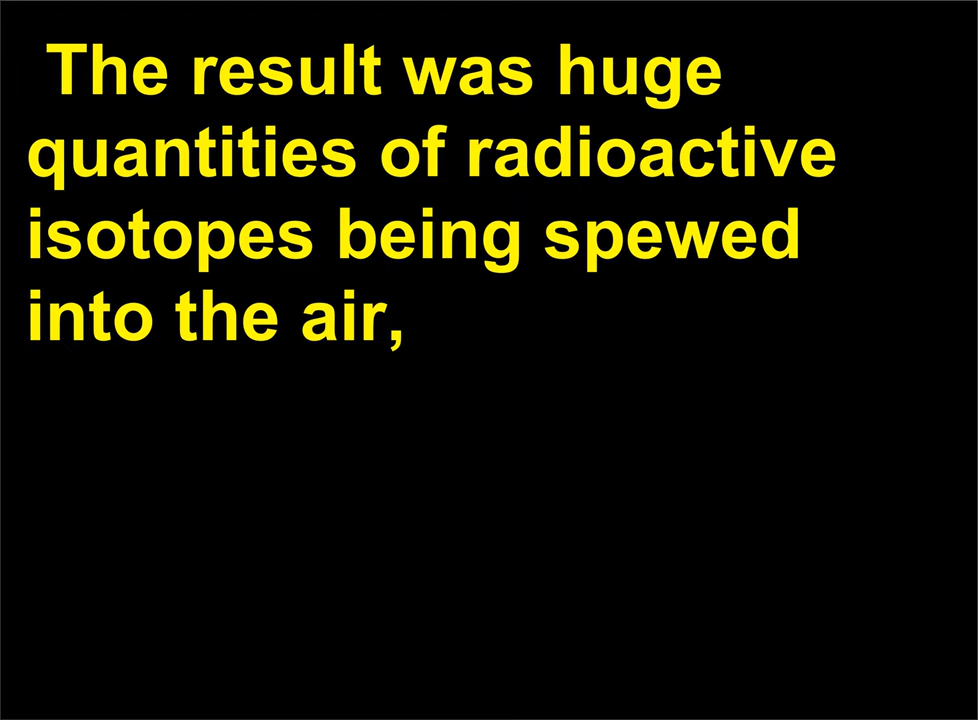 The result was huge
quantities of radioactive
isotopes being spewed
into the air,